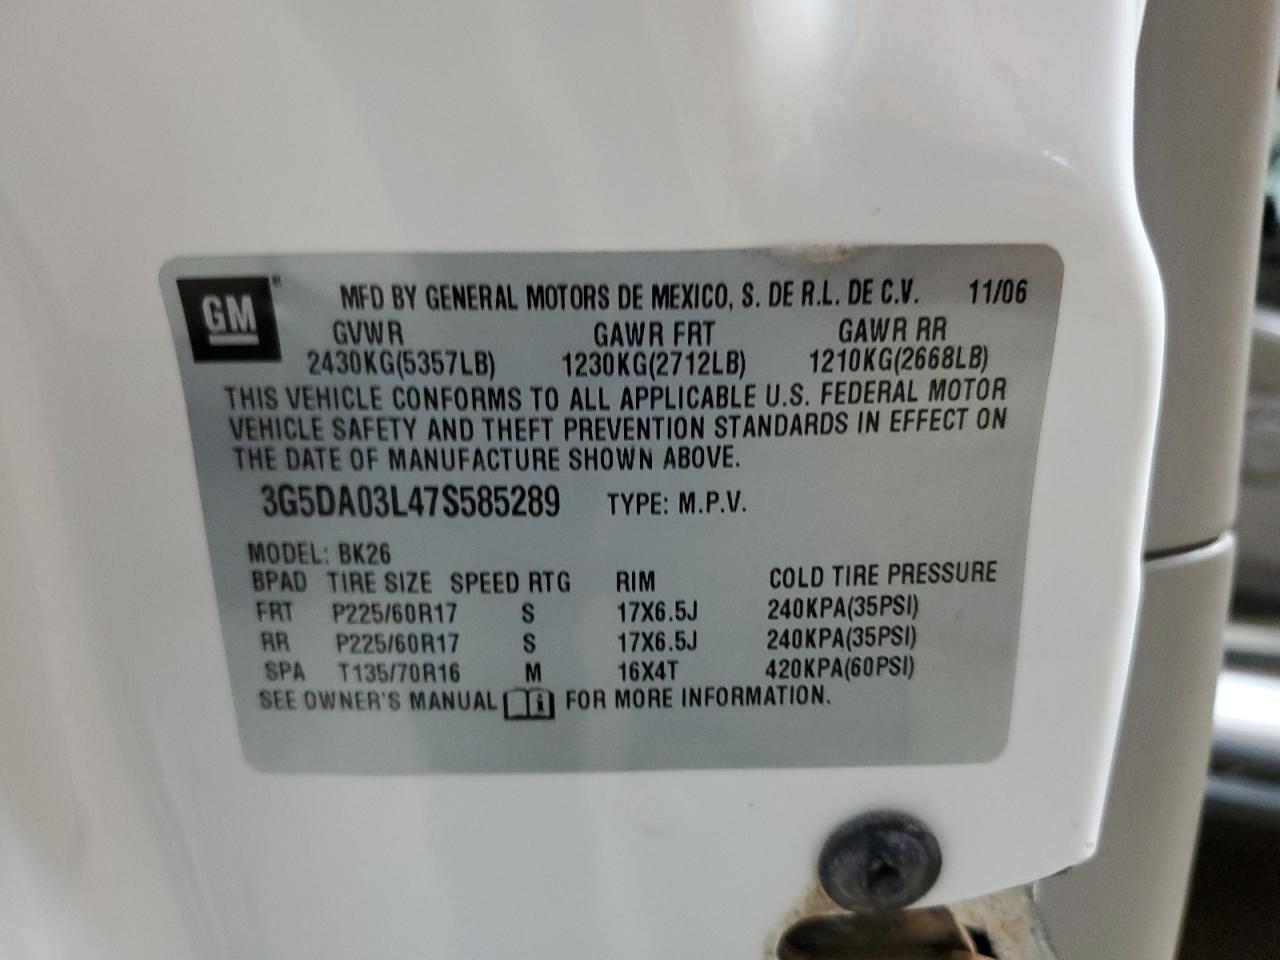 GM® MFD BY GENERAL MOTORS DE MEXICO, S. DE R.L. DE C.V. 11/06
GVWR GAWR FRT GAWR RR
2430KG(5357LB) 1230KG(2712LB) 1210KG(2668LB)
THIS VEHICLE CONFORMS TO ALL APPLICABLE U.S. FEDERAL MOTOR
VEHICLE SAFETY AND THEFT PREVENTION STANDARDS IN EFFECT ON
THE DATE OF MANUFACTURE SHOWN ABOVE.
3G5DA03L47S585289 TYPE: M.P.V.
MODEL: BK26
BPAD TIRE SIZE SPEED RTG RIM COLD TIRE PRESSURE
FRT P225/60R17 S 17X6.5J 240KPA(35PSI)
RR P225/60R17 S 17X6.5J 240KPA(35PSI)
SPA T135/70R16 M 16X4T 420KPA(60PSI)
SEE OWNER'S MANUAL i FOR MORE INFORMATION.